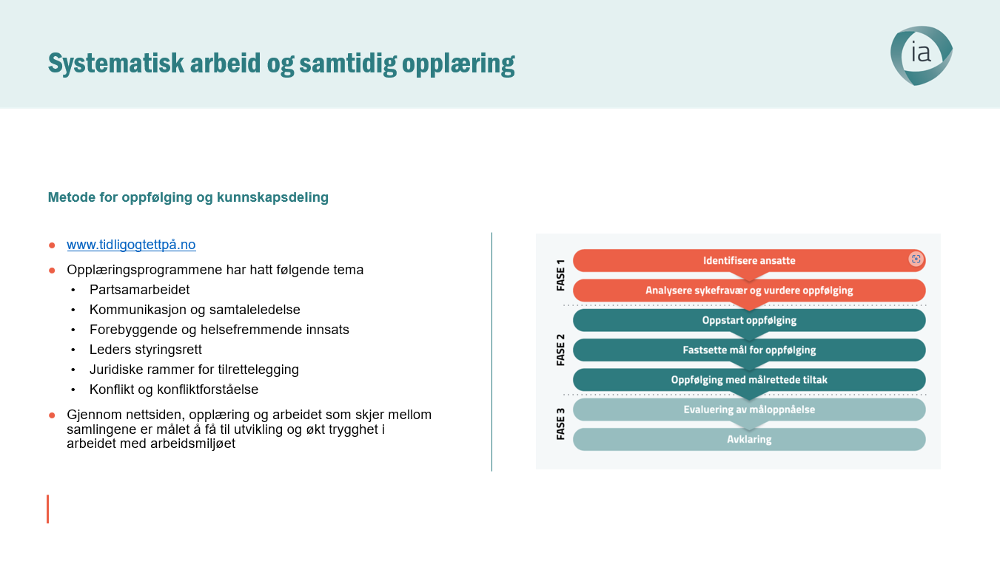 Systematisk arbeid og samtidig opplæring
ia
Metode for oppfølging og kunnskapsdeling
www.tidligogtettpå.no
Opplæringsprogrammene har hatt følgende tema
Partsamarbeidet
Kommunikasjon og samtaleledelse
Forebyggende og helsefremmende innsats
Leders styringsrett
Juridiske rammer for tilrettelegging
Konflikt og konfliktforståelse
Gjennom nettsiden, opplæring og arbeidet som skjer mellom
samlingene er målet å få til utvikling og økt trygghet i
arbeidet med arbeidsmiljøet
FASE 1
Identifisere ansatte
Analysere sykefravær og vurdere oppfølging
FASE 2
Oppstart oppfølging
Fastsette mål for oppfølging
Oppfølging med målrettede tiltak
FASE 3
Evaluering av måloppnåelse
Avklaring